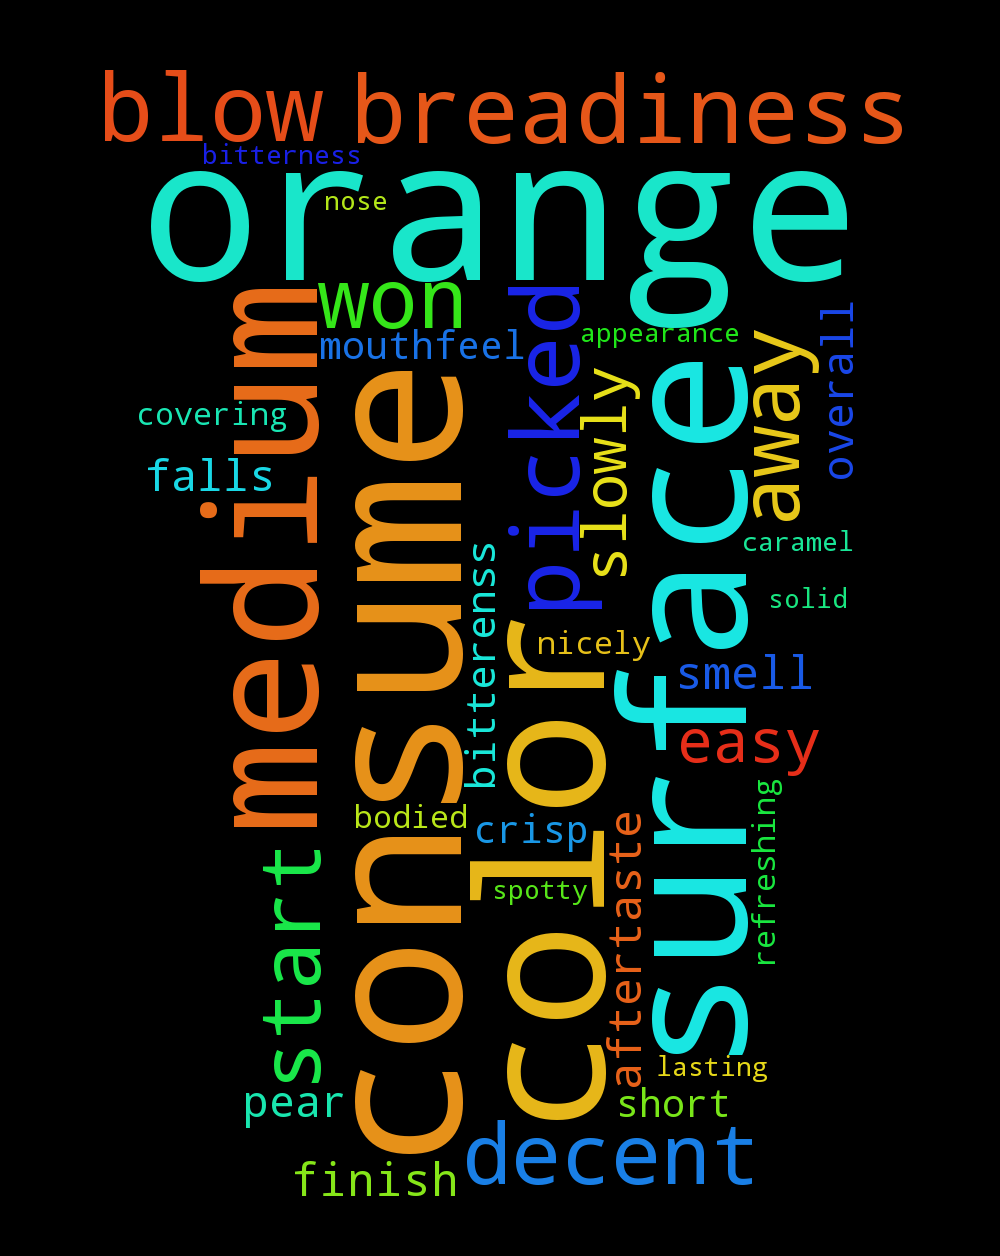 blow breadiness
bitterness
orange
nose
medium
won
picked
mouthfeel
appearance
overall
away
surface
consume
slowly
covering
falls
bitterenss
caramel
solid
color
nicely
smell
easy
refreshing
bodied
crisp
aftertaste
start
spotty
lasting
pear
short
decent
finish